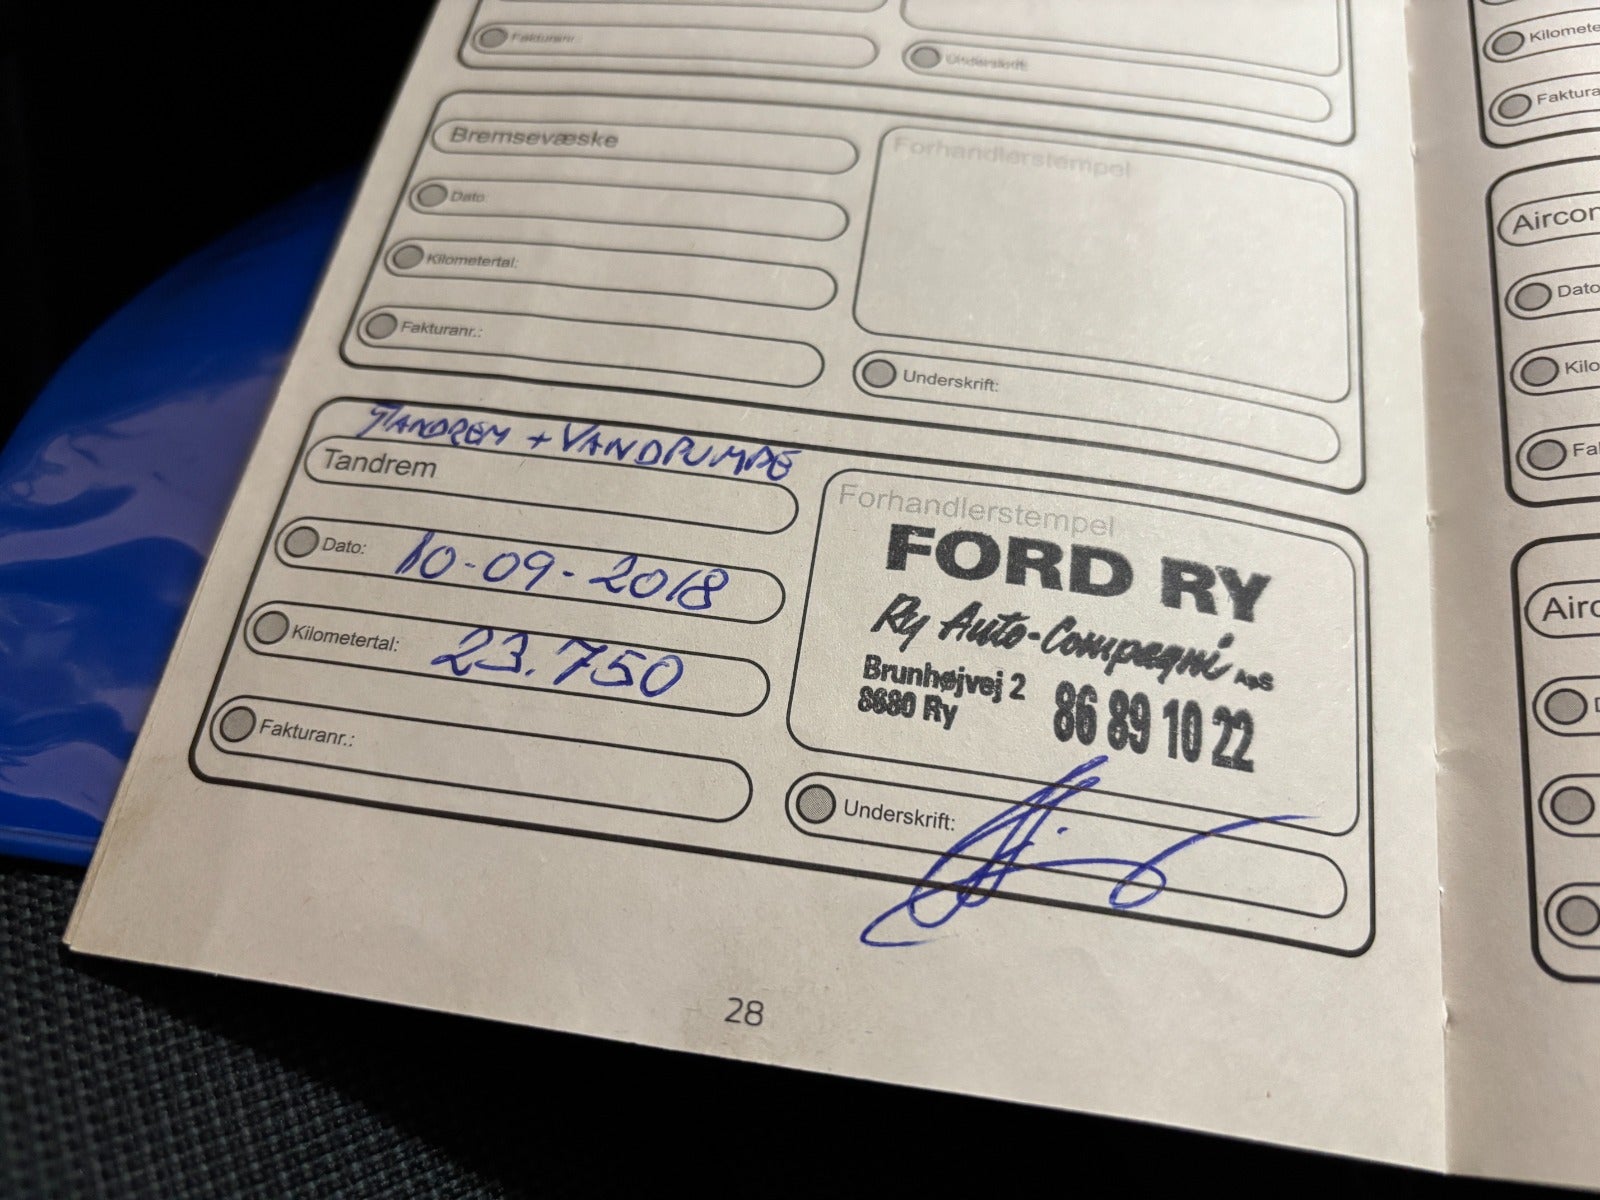 Fakturanr.:
Underskrift:
Bremsevæske
Forhandlerstempel
Dato:
Kilometertal:
Fakturanr.:
Underskrift:
TANDREM + VANDPUMPE
Tandrem
Dato: 10-09-2018
Kilometertal: 23.750
Fakturanr.:
Forhandlerstempel
FORD RY
Ry Auto-Compagni ApS
Brunhøjvej 2
8680 Ry
86 89 10 22
Underskrift:
28
Kilomete
Faktura
Aircon
Dato
Kilo
Fak
Airc
D